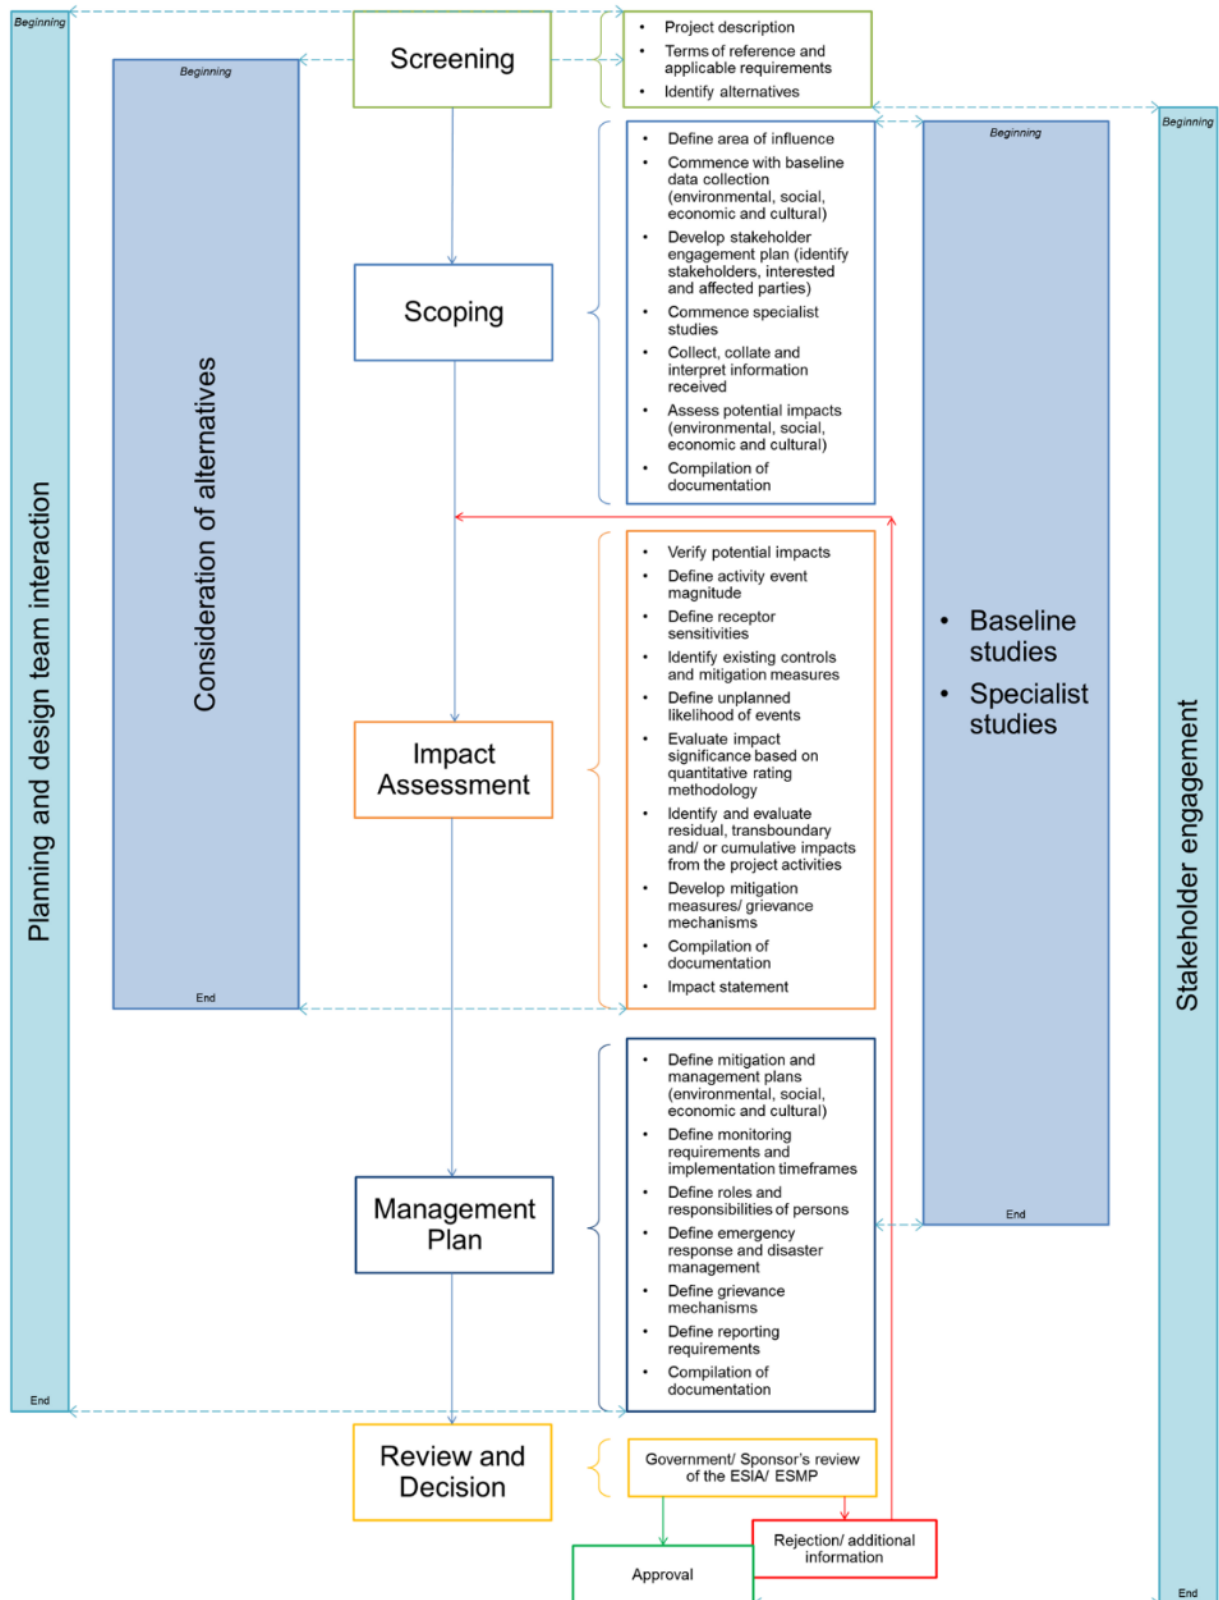 Beginning
Planning and design team interaction
End
Beginning
Consideration of alternatives
End
Screening
• Project description
• Terms of reference and
applicable requirements
• Identify alternatives
Scoping
• Define area of influence
• Commence with baseline
data collection
(environmental, social,
economic and cultural)
• Develop stakeholder
engagement plan (identify
stakeholders, interested
and affected parties)
• Commence specialist
studies
• Collect, collate and
interpret information
received
• Assess potential impacts
(environmental, social,
economic and cultural)
• Compilation of
documentation
Impact
Assessment
• Verify potential impacts
• Define activity event
magnitude
• Define receptor
sensitivities
• Identify existing controls
and mitigation measures
• Define unplanned
likelihood of events
• Evaluate impact
significance based on
quantitative rating
methodology
• Identify and evaluate
residual, transboundary
and/ or cumulative impacts
from the project activities
• Develop mitigation
measures/ grievance
mechanisms
• Compilation of
documentation
• Impact statement
Management
Plan
• Define mitigation and
management plans
(environmental, social,
economic and cultural)
• Define monitoring
requirements and
implementation timeframes
• Define roles and
responsibilities of persons
• Define emergency
response and disaster
management
• Define grievance
mechanisms
• Define reporting
requirements
• Compilation of
documentation
Review and
Decision
Government/ Sponsor's review
of the ESIA/ ESMP
Rejection/ additional
information
Approval
Beginning
• Baseline
studies
• Specialist
studies
End
Beginning
Stakeholder engagement
End